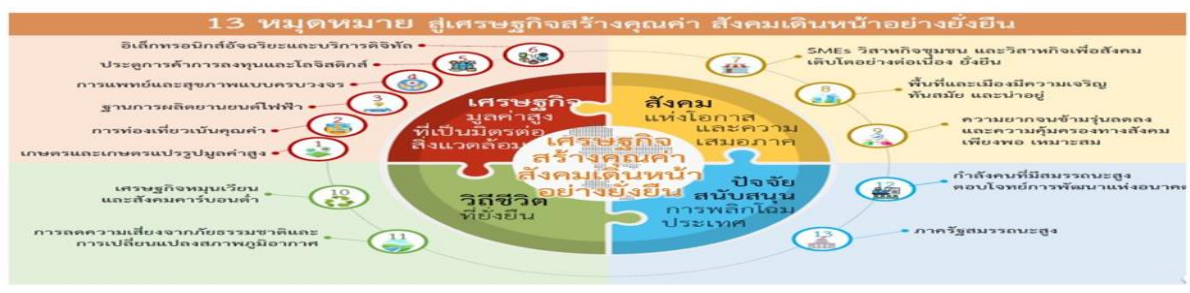 13 หมุดหมาย สู่เศรษฐกิจสร้างคุณค่า สังคมเดินหน้าอย่างยั่งยืน
อิเล็กทรอนิกส์อัจฉริยะและบริการดิจิทัล
6
ประตูการค้าการลงทุนและโลจิสติกส์
5
การแพทย์และสุขภาพแบบครบวงจร
4
ฐานการผลิตยานยนต์ไฟฟ้า
3
การท่องเที่ยวเน้นคุณค่า
2
เกษตรและเกษตรแปรรูปมูลค่าสูง
1
เศรษฐกิจ
มูลค่าสูง
ที่เป็นมิตรต่อ
สิ่งแวดล้อม
7
SMEs วิสาหกิจชุมชน และวิสาหกิจเพื่อสังคม
เติบโตอย่างต่อเนื่อง ยั่งยืน
8
พื้นที่และเมืองมีความเจริญ
ทันสมัย และน่าอยู่
9
ความยากจนข้ามรุ่นลดลง
และความคุ้มครองทางสังคม
เพียงพอ เหมาะสม
สังคม
แห่งโอกาส
และความ
เสมอภาค
เศรษฐกิจ
สร้างคุณค่า
สังคมเดินหน้า
อย่างยั่งยืน
เศรษฐกิจหมุนเวียน
และสังคมคาร์บอนต่ำ
10
การลดความเสี่ยงจากภัยธรรมชาติและ
การเปลี่ยนแปลงสภาพภูมิอากาศ
11
วิถีชีวิต
ที่ยั่งยืน
ปัจจัย
สนับสนุน
การพลิกโฉม
ประเทศ
12
กำลังคนที่มีสมรรถนะสูง
ตอบโจทย์การพัฒนาแห่งอนาคต
13
ภาครัฐสมรรถนะสูง